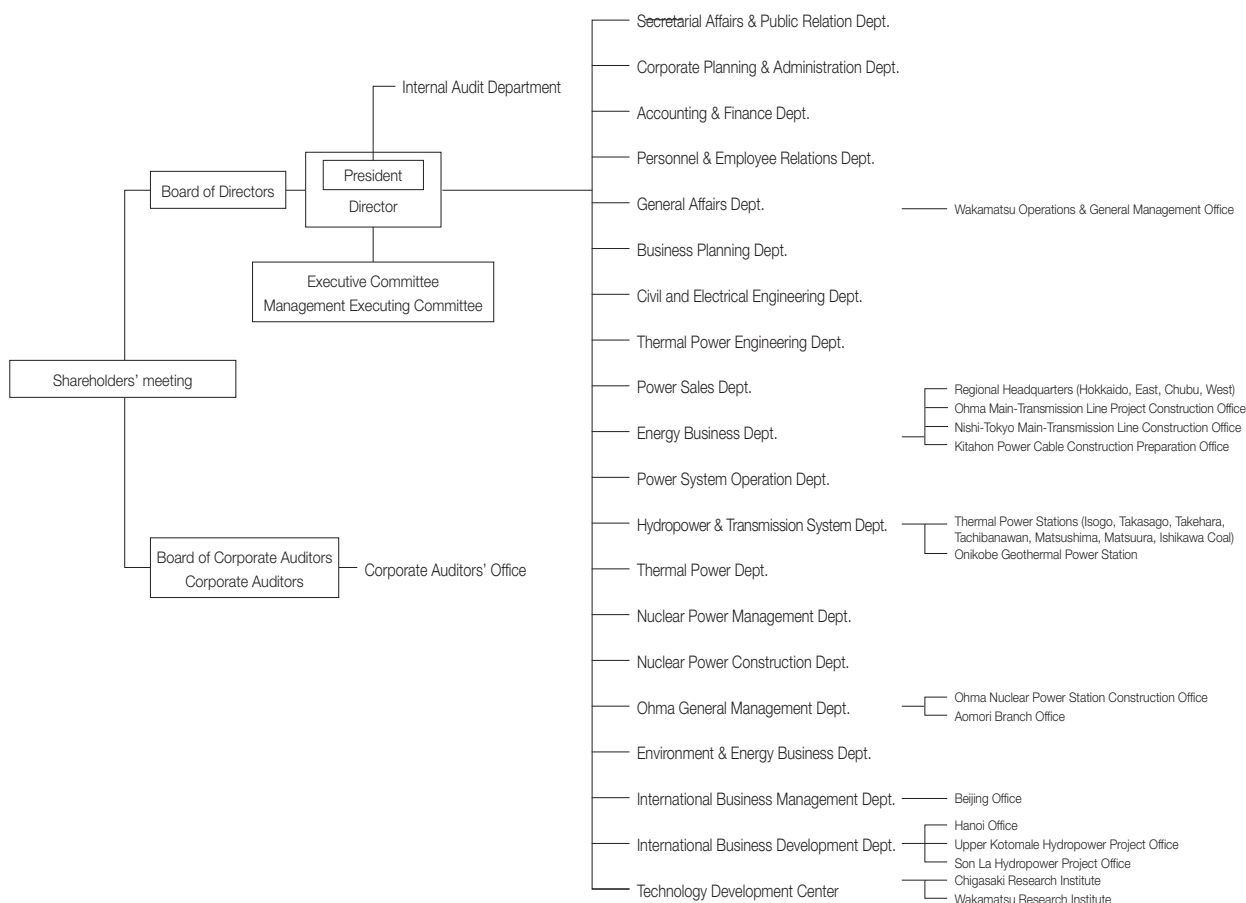 Secretarial Affairs & Public Relation Dept.
Corporate Planning & Administration Dept.
Internal Audit Department
Accounting & Finance Dept.
Personnel & Employee Relations Dept.
President
Board of Directors
Director
General Affairs Dept.
Wakamatsu Operations & General Management Office
Business Planning Dept.
Executive Committee
Management Executing Committee
Civil and Electrical Engineering Dept.
Thermal Power Engineering Dept.
Shareholders’ meeting
Power Sales Dept.
Regional Headquarters (Hokkaido, East, Chubu, West)
Ohma Main-Transmission Line Project Construction Office
Nishi-Tokyo Main-Transmission Line Construction Office
Kitahon Power Cable Construction Preparation Office
Energy Business Dept.
Power System Operation Dept.
Hydropower & Transmission System Dept.
Thermal Power Stations (Isogo, Takasago, Takehara,
Tachibanawan, Matsushima, Matsuura, Ishikawa Coal)
Onikobe Geothermal Power Station
Board of Corporate Auditors
Corporate Auditors
Corporate Auditors’ Office
Thermal Power Dept.
Nuclear Power Management Dept.
Nuclear Power Construction Dept.
Ohma General Management Dept.
Ohma Nuclear Power Station Construction Office
Aomori Branch Office
Environment & Energy Business Dept.
International Business Management Dept.
Beijing Office
International Business Development Dept.
Hanoi Office
Upper Kotomale Hydropower Project Office
Son La Hydropower Project Office
Technology Development Center
Chigasaki Research Institute
Wakamatsu Research Institute